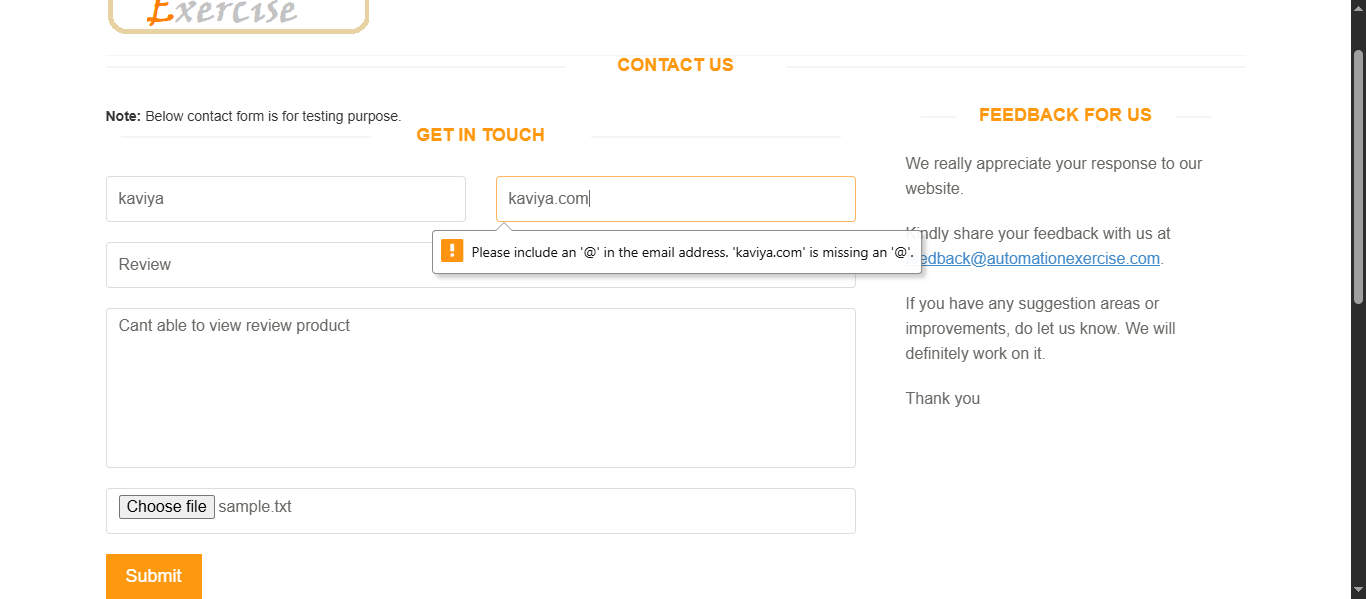 Exercise
CONTACT US
Note: Below contact form is for testing purpose.
GET IN TOUCH
kaviya
kaviya.com
Please include an '@' in the email address. 'kaviya.com' is missing an '@'.
Review
Cant able to view review product
Choose file sample.txt
Submit
FEEDBACK FOR US
We really appreciate your response to our
website.
Kindly share your feedback with us at
edback@automationexercise.com.
If you have any suggestion areas or
improvements, do let us know. We will
definitely work on it.
Thank you